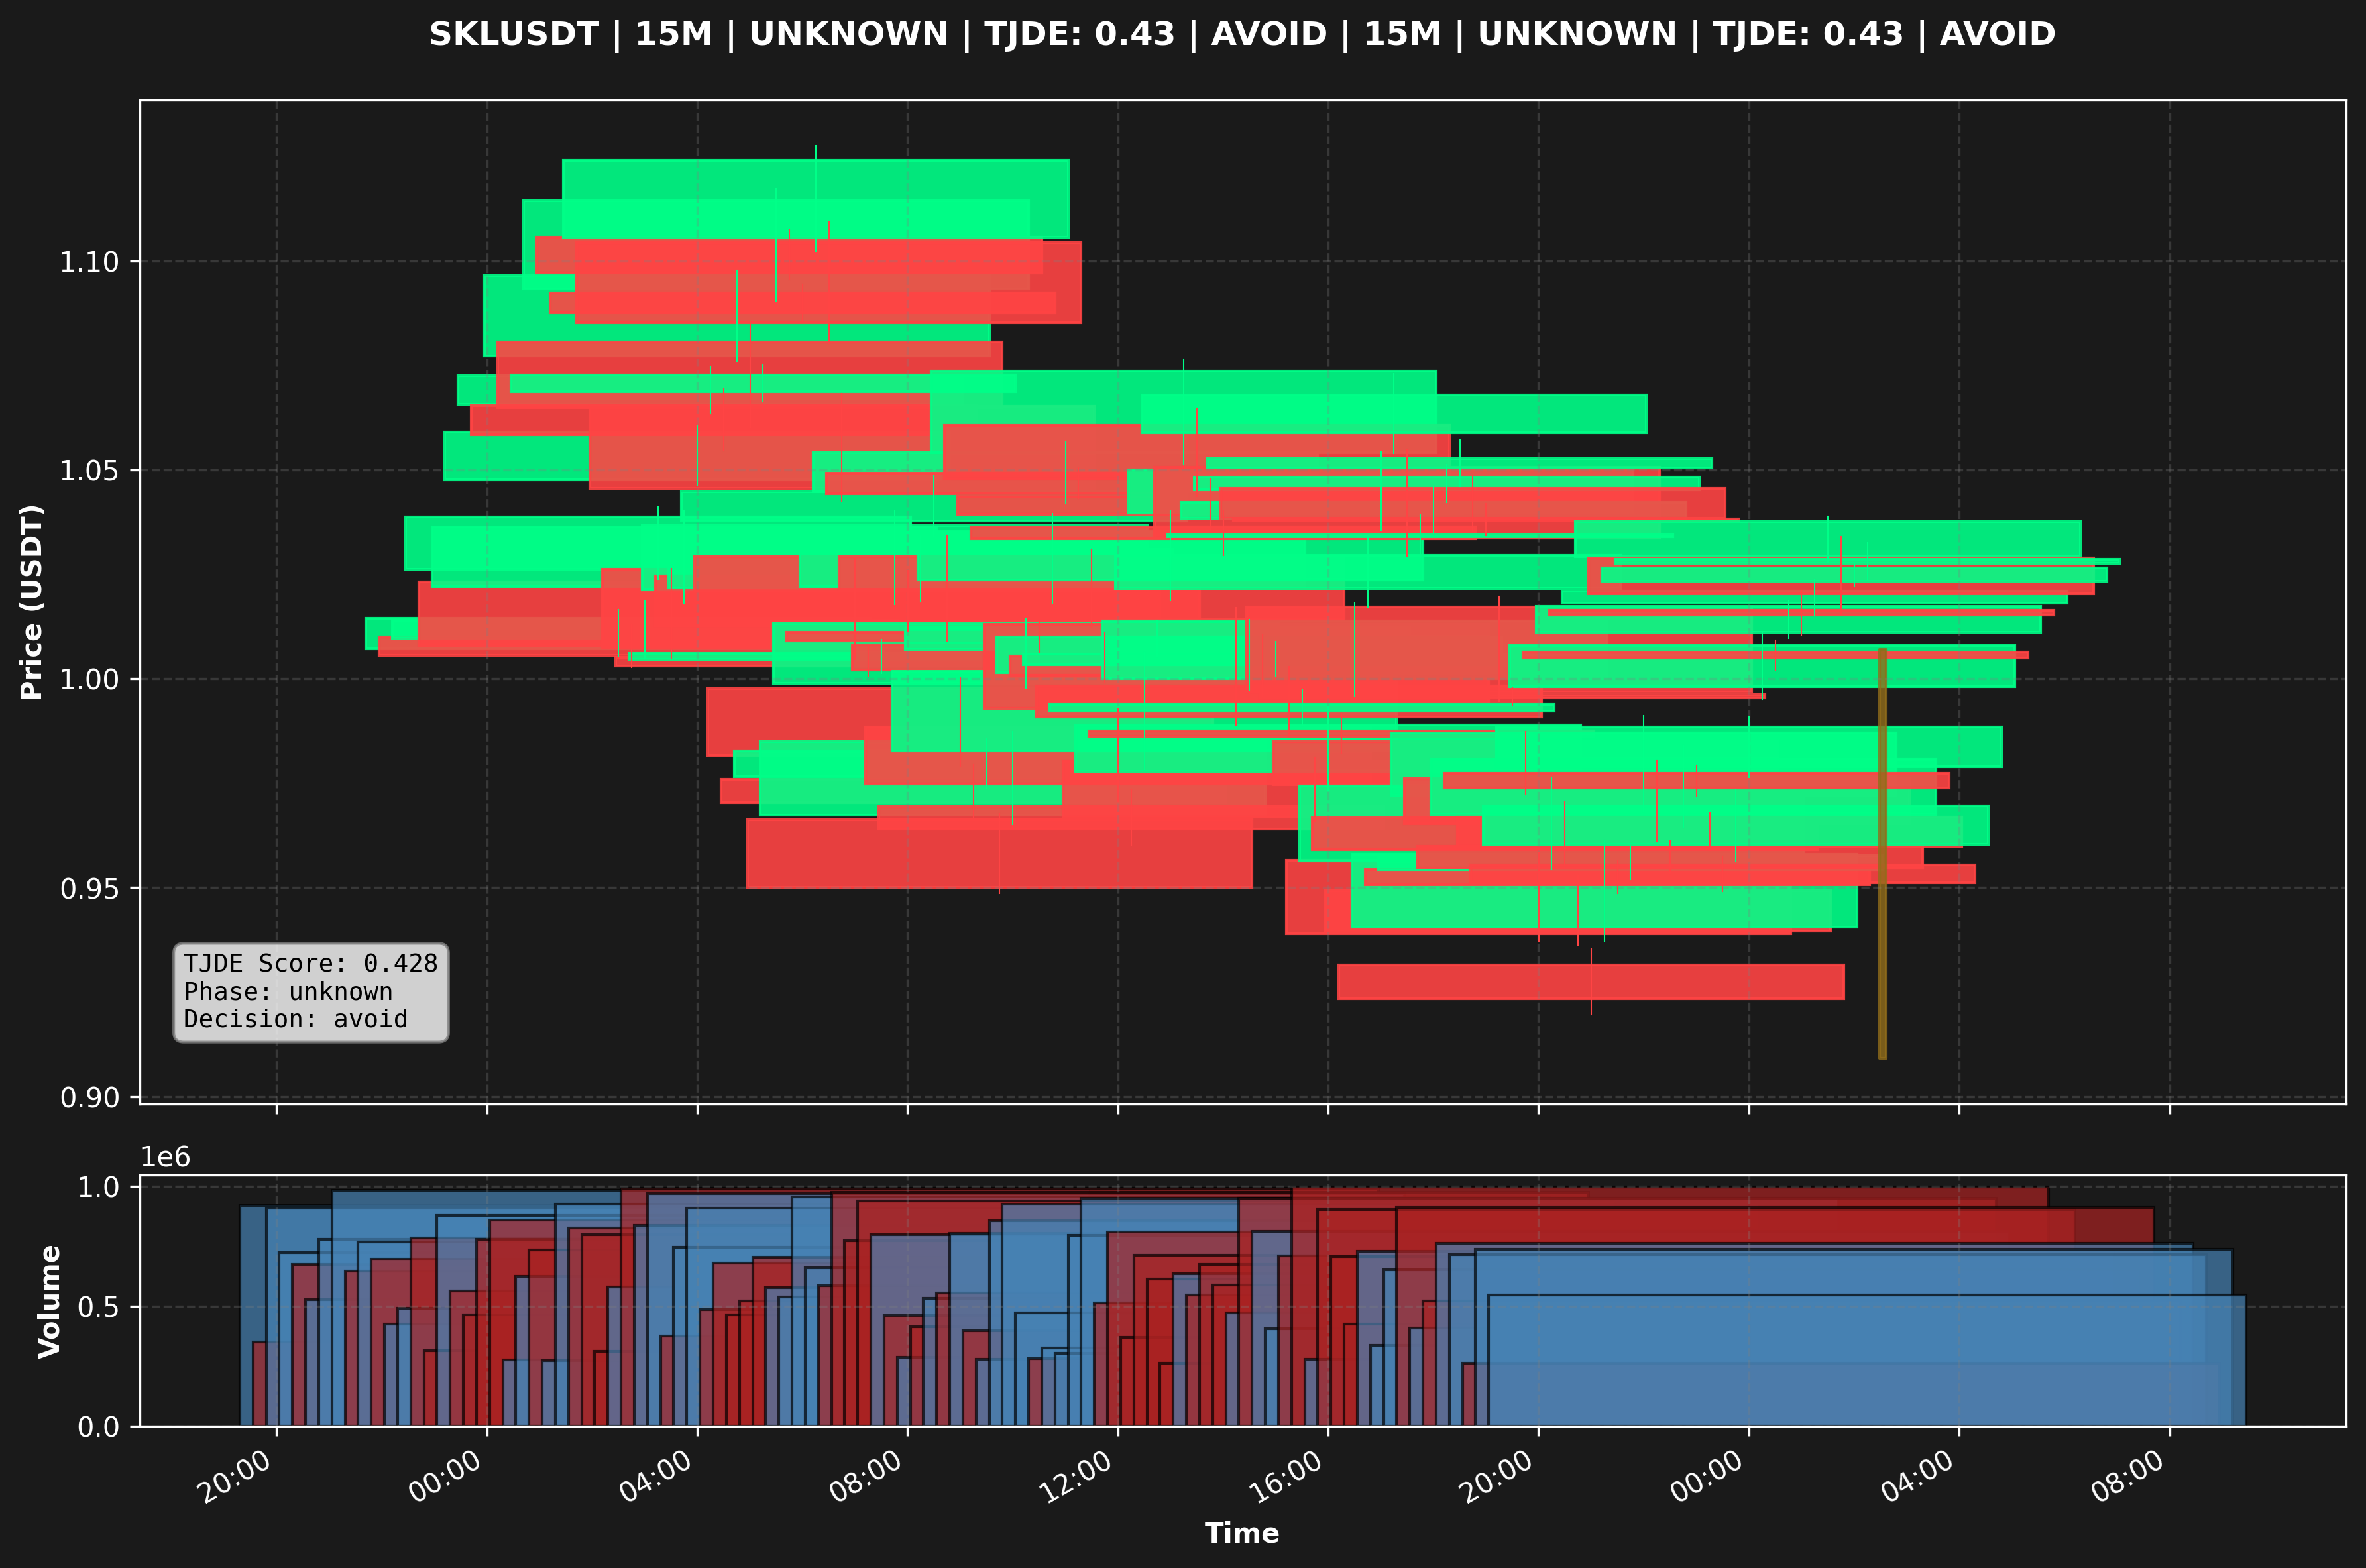 SKLUSDT | 15M | UNKNOWN | TJDE: 0.43 | AVOID | 15M | UNKNOWN | TJDE: 0.43 | AVOID
Price (USDT)
1.10
1.05
1.00
0.95
0.90
TJDE Score: 0.428
Phase: unknown
Decision: avoid
1e6
Volume
1.0
0.5
0.0
20:00 00:00 04:00 08:00 12:00 16:00 20:00 00:00 04:00 08:00
Time